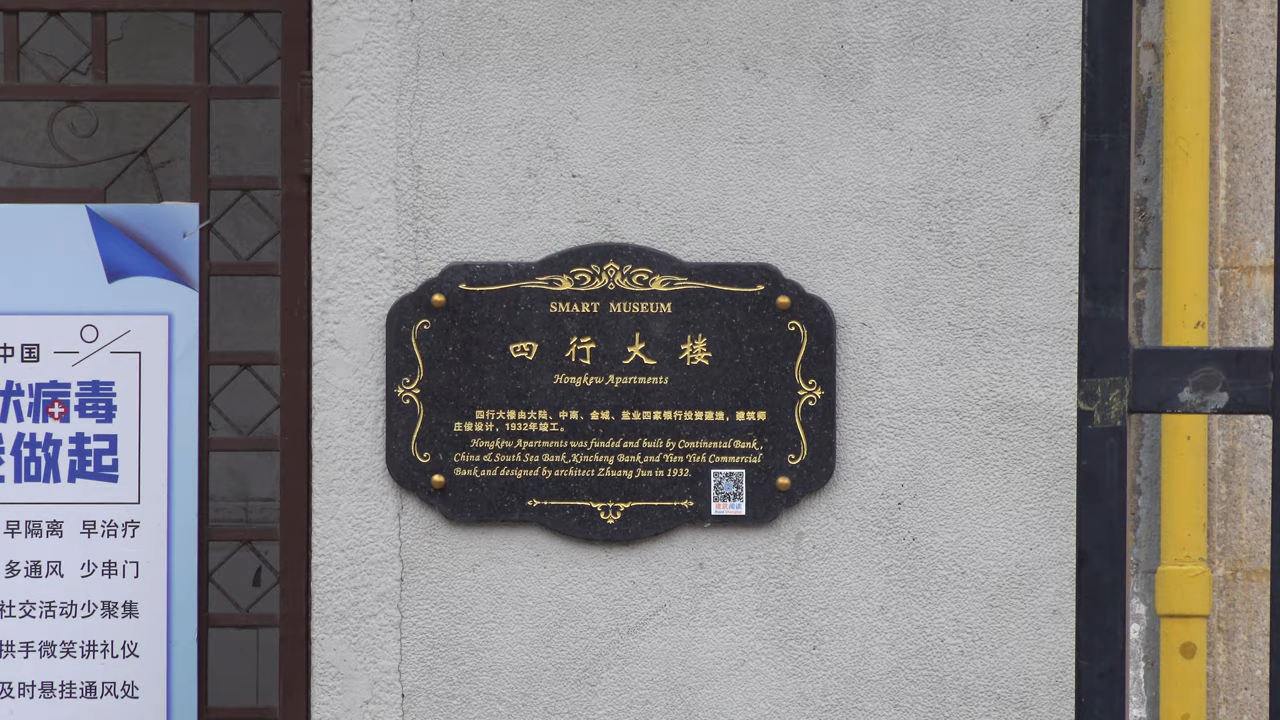 中国
状病毒
做起
早隔离 早治疗
多通风 少串门
社交活动少聚集
拱手微笑讲礼仪
及时悬挂通风处
SMART MUSEUM
四行大楼
Hongkew Apartments
四行大楼由大陆、中南、金城、盐业四家银行投资建造，建筑师
庄俊设计，1932年竣工。
Hongkew Apartments was funded and built by Continental Bank,
China & South Sea Bank,Kincheng Bank and Yien Yieh Commercial
Bank and designed by architect Zhuang Jun in 1932.
建筑阅读